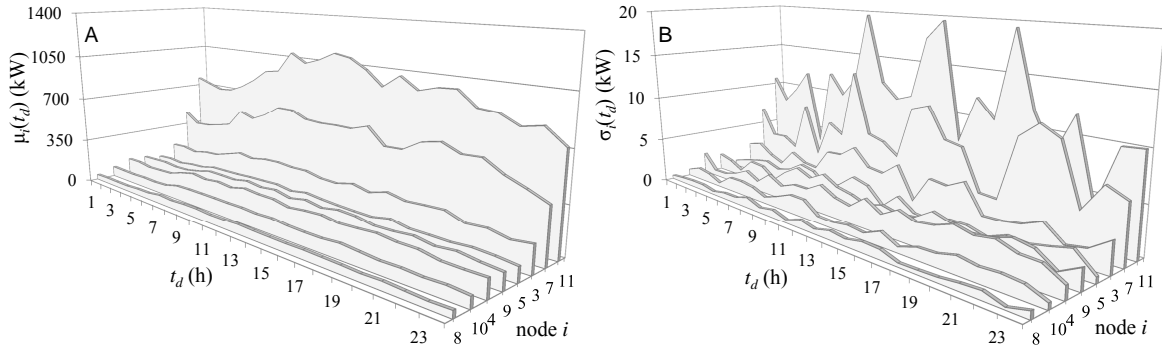 A
μi(td) (kW)
1400
1050
700
350
0
1 3 5 7 9 11 13 15 17 19 21 23
td (h)
8 10 4 9 5 3 7 11
node i
B
σi(td) (kW)
20
15
10
5
0
1 3 5 7 9 11 13 15 17 19 21 23
td (h)
8 10 4 9 5 3 7 11
node i